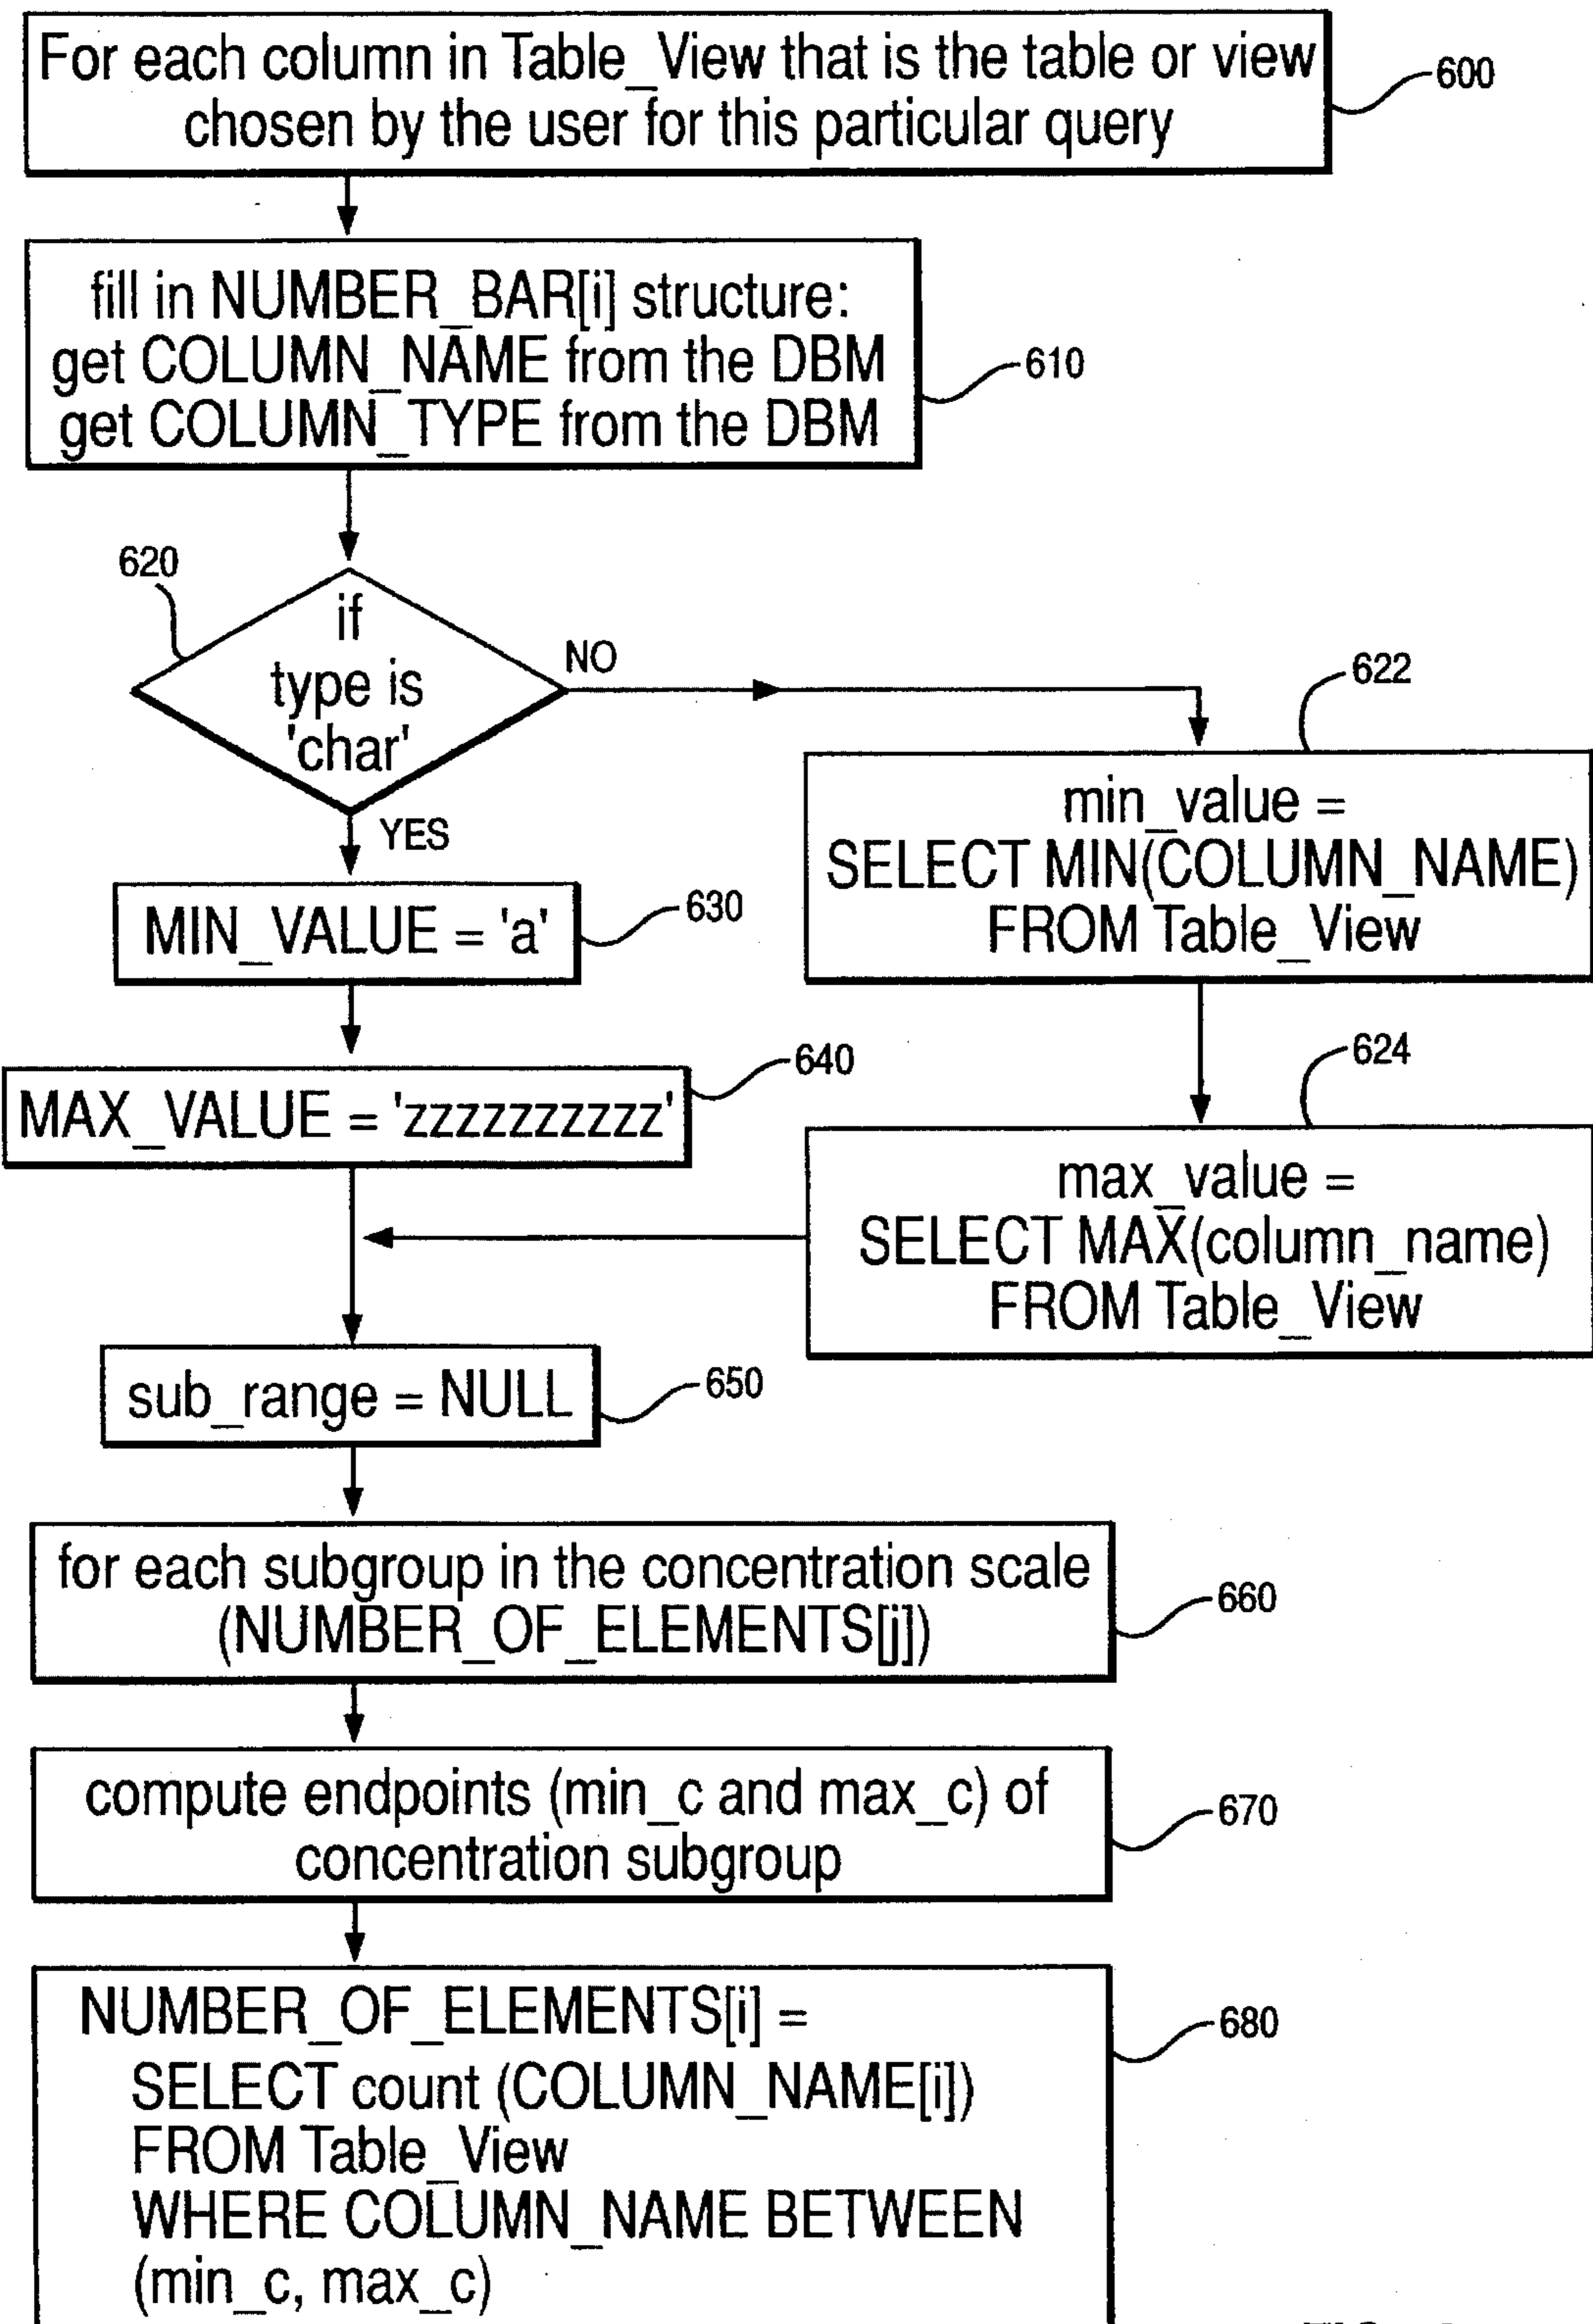 For each column in Table_View that is the table or view
chosen by the user for this particular query
600
fill in NUMBER_BAR[i] structure:
get COLUMN_NAME from the DBM
get COLUMN_TYPE from the DBM
610
620
if
type is
'char'
NO
YES
622
min_value =
SELECT MIN(COLUMN_NAME)
FROM Table_View
MIN_VALUE = 'a'
630
MAX_VALUE = 'zzzzzzzzzz'
640
624
max_value =
SELECT MAX(column_name)
FROM Table_View
sub_range = NULL
650
for each subgroup in the concentration scale
(NUMBER_OF_ELEMENTS[j])
660
compute endpoints (min_c and max_c) of
concentration subgroup
670
NUMBER_OF_ELEMENTS[i] =
SELECT count (COLUMN_NAME[i])
FROM Table_View
WHERE COLUMN_NAME BETWEEN
(min_c, max_c)
680